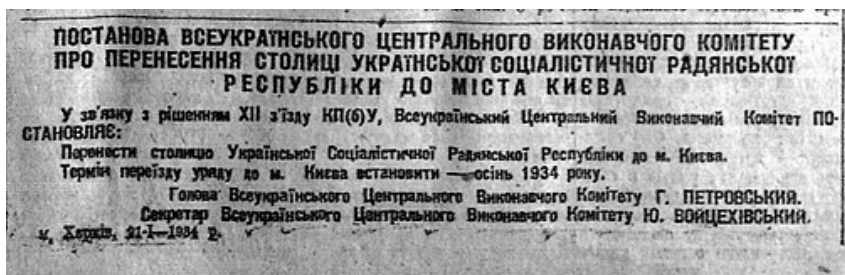 ПОСТАНОВА ВСЕУКРАЇНСЬКОГО ЦЕНТРАЛЬНОГО ВИКОНАВЧОГО КОМІТЕТУ
ПРО ПЕРЕНЕСЕННЯ СТОЛИЦІ УКРАЇНСЬКОЇ СОЦІАЛІСТИЧНОЇ РАДЯНСЬКОЇ
РЕСПУБЛІКИ ДО МІСТА КИЄВА
У зв'язку з рішенням XII з'їзду КП(б)У, Всеукраїнський Центральний Виконавчий Комітет ПО-
СТАНОВЛЯЄ:
Перенести столицю Української Соціалістичної Радянської Республіки до м. Києва.
Термін переїзду уряду до м. Києва встановити — осінь 1934 року.
Голова Всеукраїнського Центрального Виконавчого Комітету Г. ПЕТРОВСЬКИЙ.
Секретар Всеукраїнського Центрального Виконавчого Комітету Ю. ВОЙЦЕХІВСЬКИЙ.
м. Харків, 21-I—1934 р.